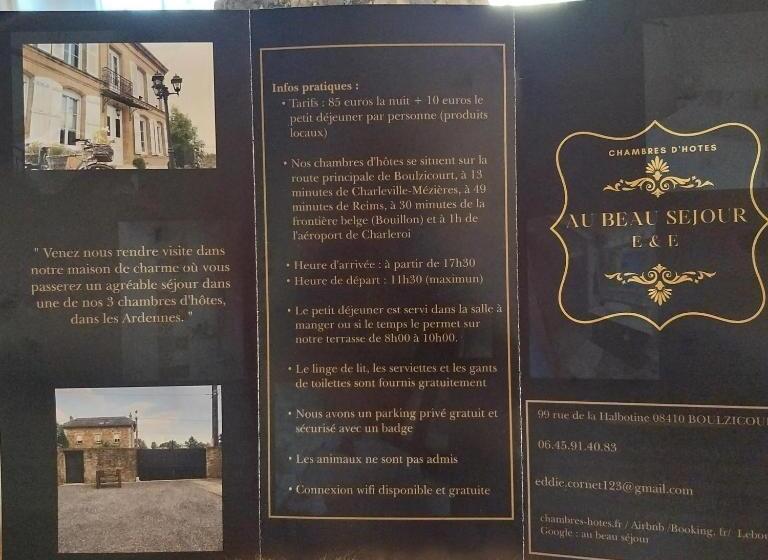 " Venez nous rendre visite dans
notre maison de charme où vous
passerez un agréable séjour dans
une de nos 3 chambres d'hôtes,
dans les Ardennes. "
Infos pratiques :
• Tarifs : 85 euros la nuit + 10 euros le
petit déjeuner par personne (produits
locaux)
• Nos chambres d'hôtes se situent sur la
route principale de Boulzicourt, à 13
minutes de Charleville-Mézières, à 49
minutes de Reims, à 30 minutes de la
frontière belge (Bouillon) et à 1h de
l'aéroport de Charleroi
• Heure d'arrivée : à partir de 17h30
• Heure de départ : 11h30 (maximun)
• Le petit déjeuner est servi dans la salle à
manger ou si le temps le permet sur
notre terrasse de 8h00 à 10h00.
• Le linge de lit, les serviettes et les gants
de toilettes sont fournis gratuitement
• Nous avons un parking privé gratuit et
sécurisé avec un badge
• Les animaux ne sont pas admis
• Connexion wifi disponible et gratuite
CHAMBRES D'HOTES
AU BEAU SEJOUR
E & E
99 rue de la Halbotine 08410 BOULZICOU
06.45.91.40.83
eddie.cornet123@gmail.com
chambres-hotes.fr / Airbnb /Booking. fr/ Lebo
Google : au beau séjour